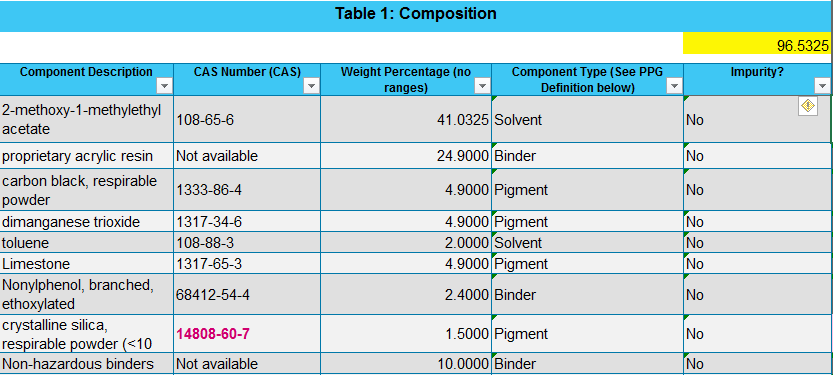 Table 1: Composition
96.5325
Component Description CAS Number (CAS) Weight Percentage (no ranges) Component Type (See PPG Definition below) Impurity?
2-methoxy-1-methylethyl acetate 108-65-6 41.0325 Solvent No
proprietary acrylic resin Not available 24.9000 Binder No
carbon black, respirable powder 1333-86-4 4.9000 Pigment No
dimanganese trioxide 1317-34-6 4.9000 Pigment No
toluene 108-88-3 2.0000 Solvent No
Limestone 1317-65-3 4.9000 Pigment No
Nonylphenol, branched, ethoxylated 68412-54-4 2.4000 Binder No
crystalline silica, respirable powder (<10 14808-60-7 1.5000 Pigment No
Non-hazardous binders Not available 10.0000 Binder No